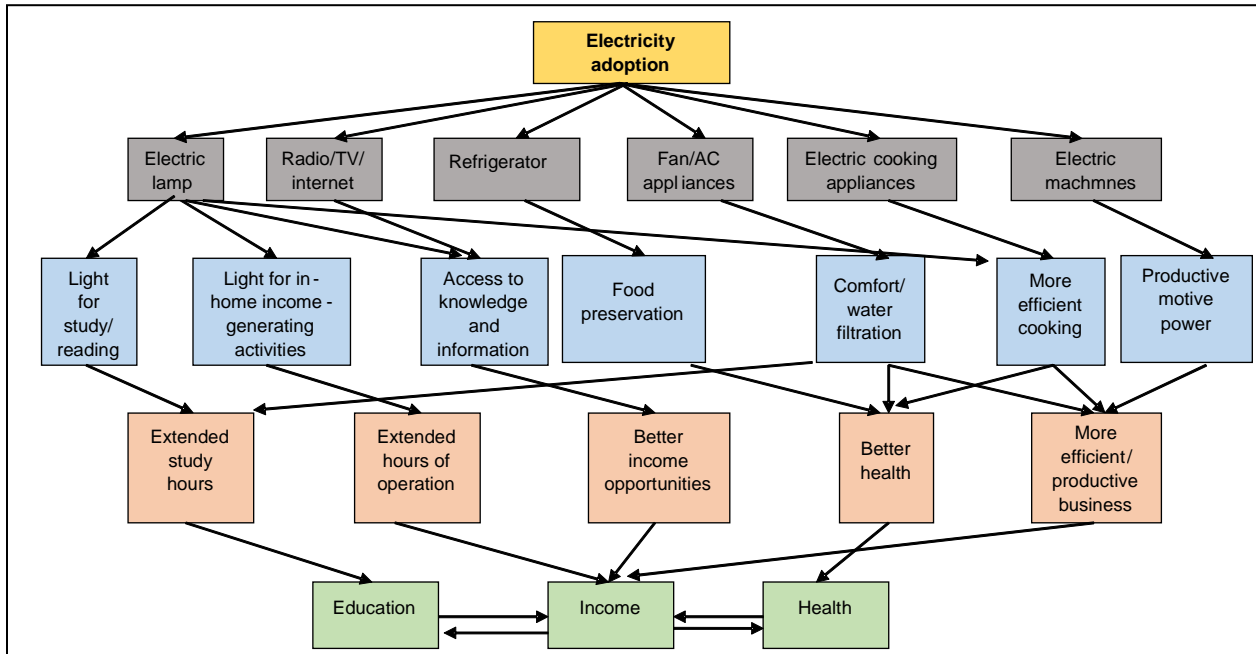 Electricity
adoption
Electric
lamp
Radio/TV/
internet
Refrigerator
Fan/AC
appliances
Electric cooking
appliances
Electric
machmnes
Light
for
study/
reading
Light for in-
home income-
generating
activities
Access to
knowledge
and
information
Food
preservation
Comfort/
water
filtration
More
efficient
cooking
Productive
motive
power
Extended
study
hours
Extended
hours of
operation
Better
income
opportunities
Better
health
More
efficient/
productive
business
Education
Income
Health